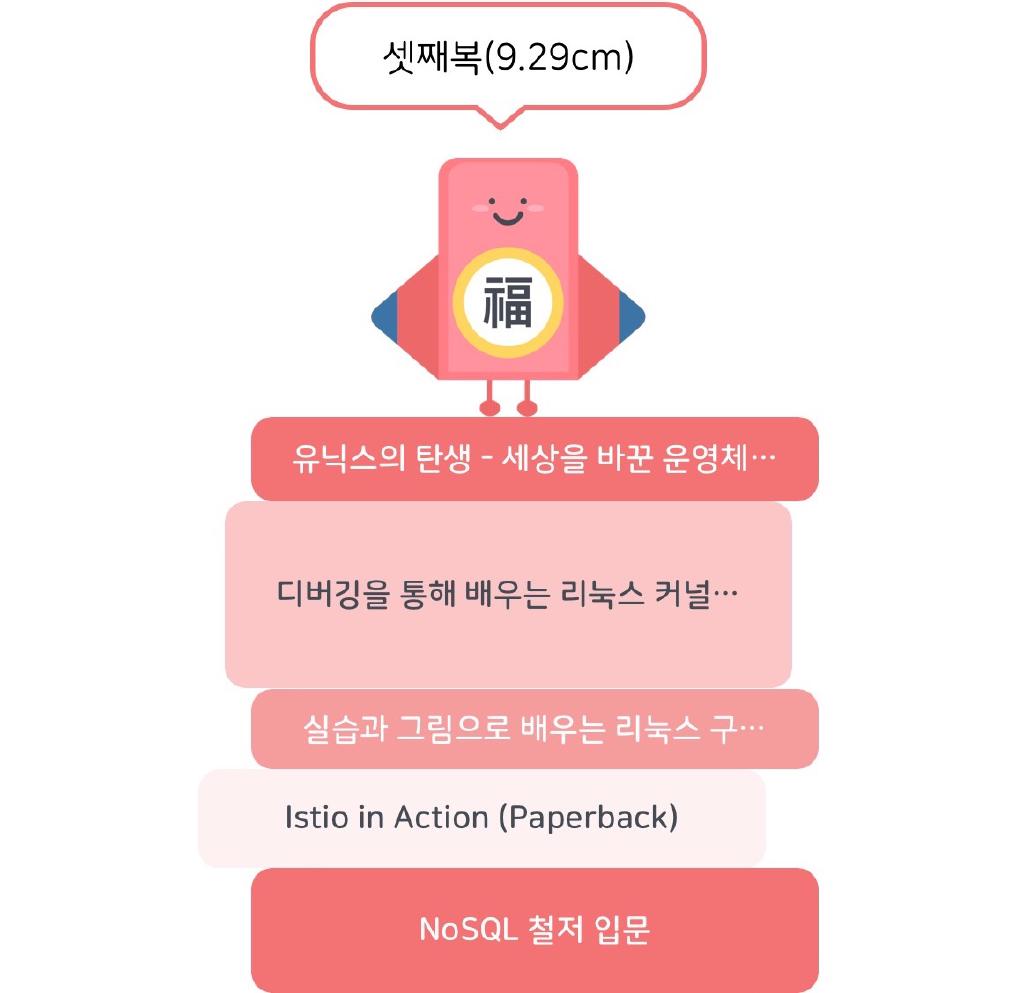 셋째복(9.29cm)
福
유닉스의 탄생 - 세상을 바꾼 운영체…
디버깅을 통해 배우는 리눅스 커널…
실습과 그림으로 배우는 리눅스 구…
Istio in Action (Paperback)
NoSQL 철저 입문